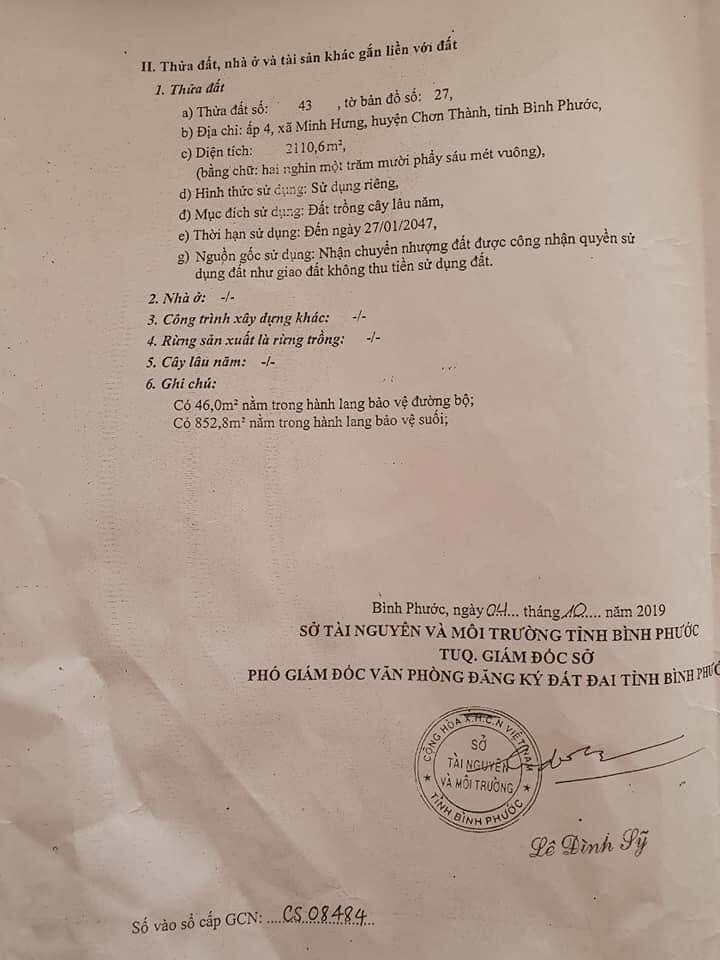 II. Thửa đất, nhà ở và tài sản khác gắn liền với đất
1. Thửa đất
a) Thửa đất số: 43 , tờ bản đồ số: 27,
b) Địa chỉ: ấp 4, xã Minh Hưng, huyện Chơn Thành, tỉnh Bình Phước,
c) Diện tích: 2110,6m²,
(bằng chữ: hai nghìn một trăm mười phẩy sáu mét vuông),
d) Hình thức sử dụng: Sử dụng riêng,
đ) Mục đích sử dụng: Đất trồng cây lâu năm,
e) Thời hạn sử dụng: Đến ngày 27/01/2047,
g) Nguồn gốc sử dụng: Nhận chuyển nhượng đất được công nhận quyền sử
dụng đất như giao đất không thu tiền sử dụng đất.
2. Nhà ở: -/-
3. Công trình xây dựng khác: -/-
4. Rừng sản xuất là rừng trồng: -/-
5. Cây lâu năm: -/-
6. Ghi chú:
Có 46,0m² nằm trong hành lang bảo vệ đường bộ;
Có 852,8m² nằm trong hành lang bảo vệ suối;
Bình Phước, ngày 04... tháng 10.... năm 2019
SỞ TÀI NGUYÊN VÀ MÔI TRƯỜNG TỈNH BÌNH PHƯỚC
TUQ. GIÁM ĐỐC SỞ
PHÓ GIÁM ĐỐC VĂN PHÒNG ĐĂNG KÝ ĐẤT ĐAI TỈNH BÌNH PHƯỚ
CỘNG HÒA X.H.C.N VIỆT NAM
SỞ
TÀI NGUYÊN
VÀ MÔI TRƯỜNG
TỈNH BÌNH PHƯỚC
Lê Đình Sỹ
Số vào sổ cấp GCN: ....CS 08484...